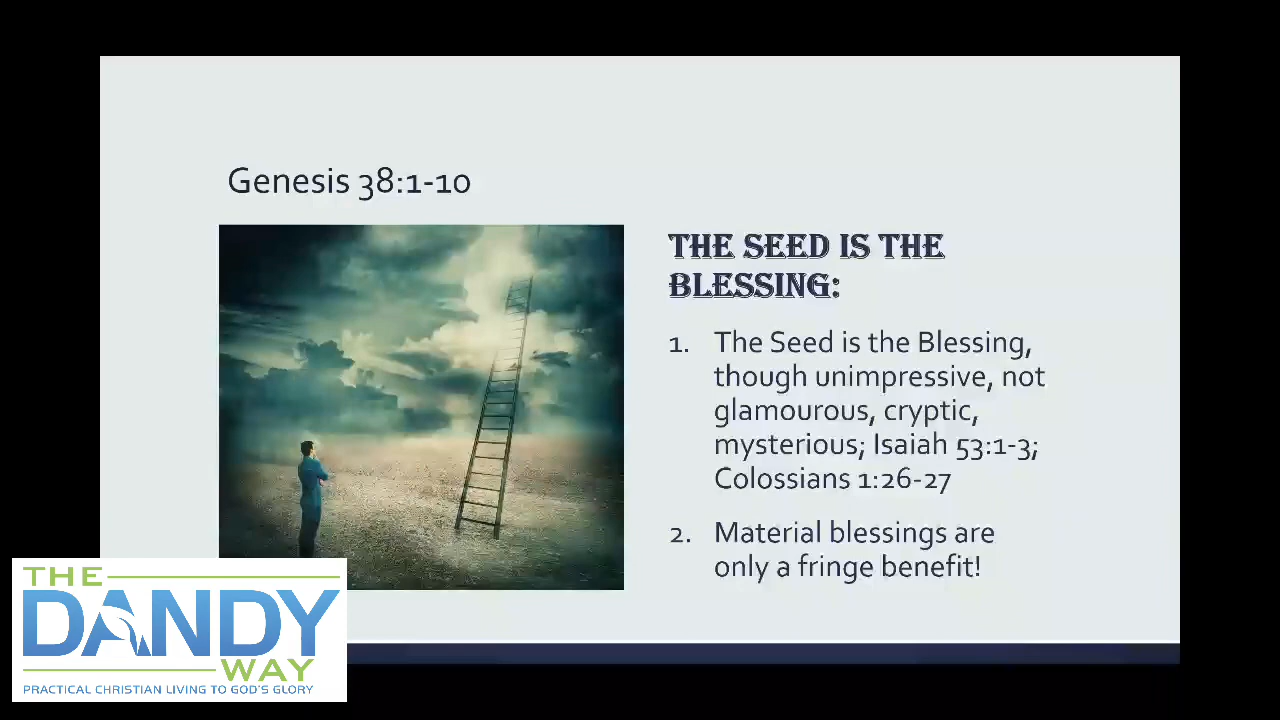 Genesis 38:1-10
THE SEED IS THE
BLESSING:
1. The Seed is the Blessing,
though unimpressive, not
glamourous, cryptic,
mysterious; Isaiah 53:1-3;
Colossians 1:26-27
2. Material blessings are
only a fringe benefit!
THE
DANDY
WAY
PRACTICAL CHRISTIAN LIVING TO GOD'S GLORY